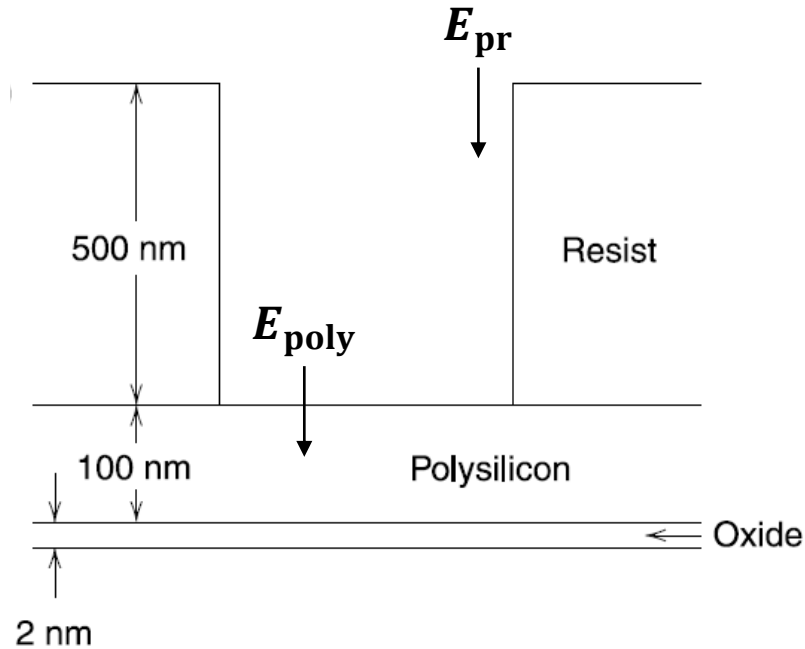 E_pr
500 nm
Resist
E_poly
100 nm
Polysilicon
Oxide
2 nm